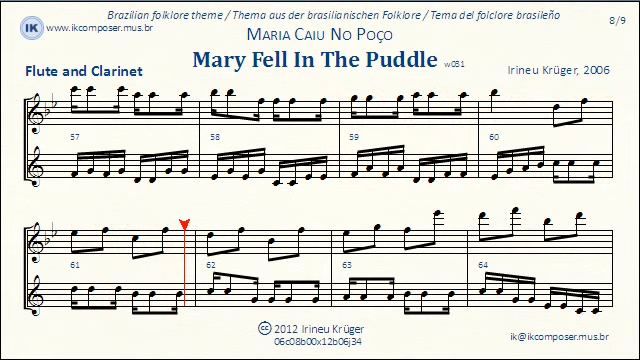 Brazilian folklore theme / Thema aus der brasilianischen Folklore / Tema del folclore brasileño
8/9
IK www.ikcomposer.mus.br
Maria Caiu No Poço
Mary Fell In The Puddle w031
Flute and Clarinet
Irineu Krüger, 2006
57 58 59 60
61 62 63 64
cc 2012 Irineu Krüger
06c08b00x12b06j34
ik@ikcomposer.mus.br